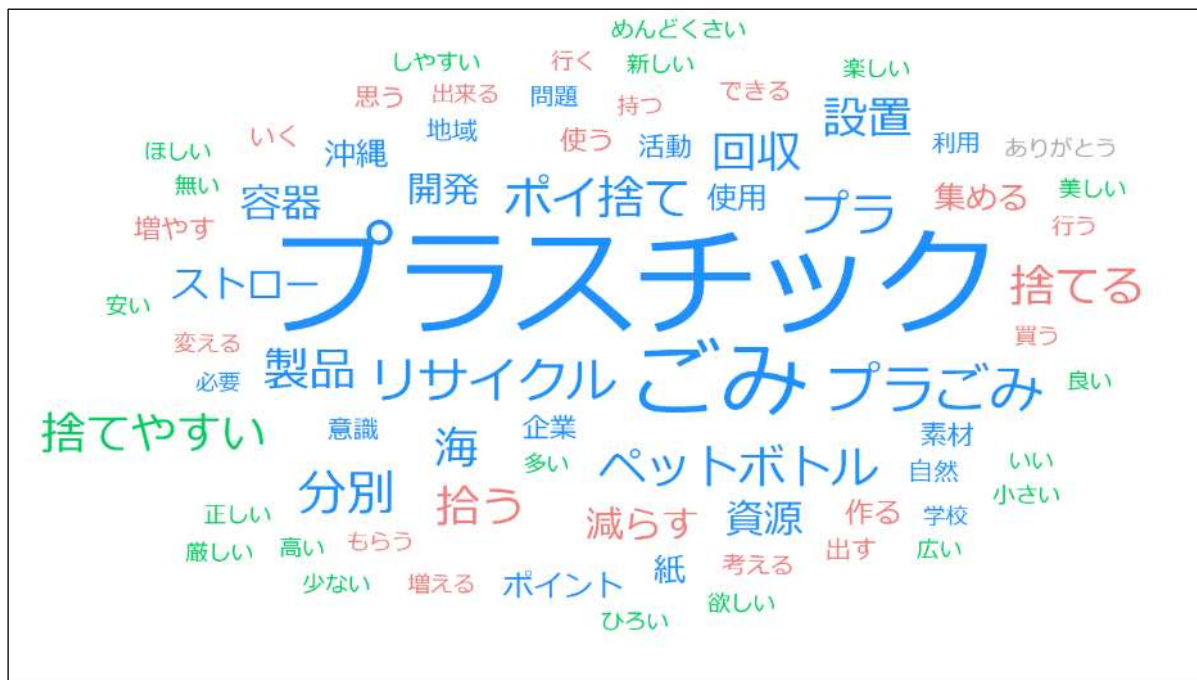 めんどくさい
しやすい 行く 新しい 楽しい
思う 出来る 問題 持つ できる 設置
いく 沖縄 地域 使う 活動 回収 利用 ありがとう
ほしい
無い 容器 開発 ポイ捨て 使用 プラ 集める 美しい
増やす 行う
ストロー プラスチック 捨てる
安い
変える 買う
必要 製品 リサイクル ごみ プラごみ 良い
捨てやすい 意識 海 企業 素材
多い ペットボトル 自然 いい
分別 拾う 小さい
正しい 減らす 資源 作る 学校
厳しい 高い もらう 出す 広い
少ない 増える ポイント 紙 考える
欲しい
ひろい